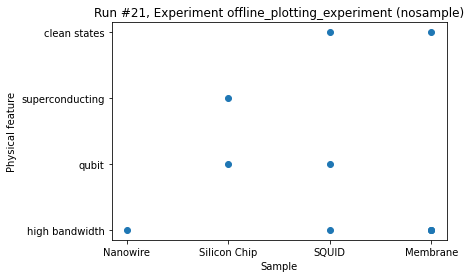 Run #21, Experiment offline_plotting_experiment (nosample)
clean states
superconducting
qubit
high bandwidth
Physical feature
Nanowire
Silicon Chip
SQUID
Membrane
Sample